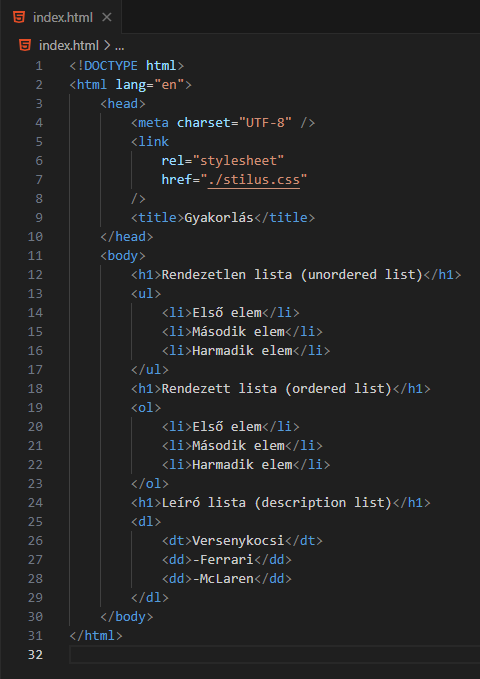 index.html
index.html > ...
1 <!DOCTYPE html>
2 <html lang="en">
3     <head>
4         <meta charset="UTF-8" />
5         <link
6             rel="stylesheet"
7             href="./stilus.css"
8         />
9         <title>Gyakorlás</title>
10     </head>
11     <body>
12         <h1>Rendezetlen lista (unordered list)</h1>
13         <ul>
14             <li>Első elem</li>
15             <li>Második elem</li>
16             <li>Harmadik elem</li>
17         </ul>
18         <h1>Rendezett lista (ordered list)</h1>
19         <ol>
20             <li>Első elem</li>
21             <li>Második elem</li>
22             <li>Harmadik elem</li>
23         </ol>
24         <h1>Leíró lista (description list)</h1>
25         <dl>
26             <dt>Versenykocsi</dt>
27             <dd>-Ferrari</dd>
28             <dd>-McLaren</dd>
29         </dl>
30     </body>
31 </html>
32